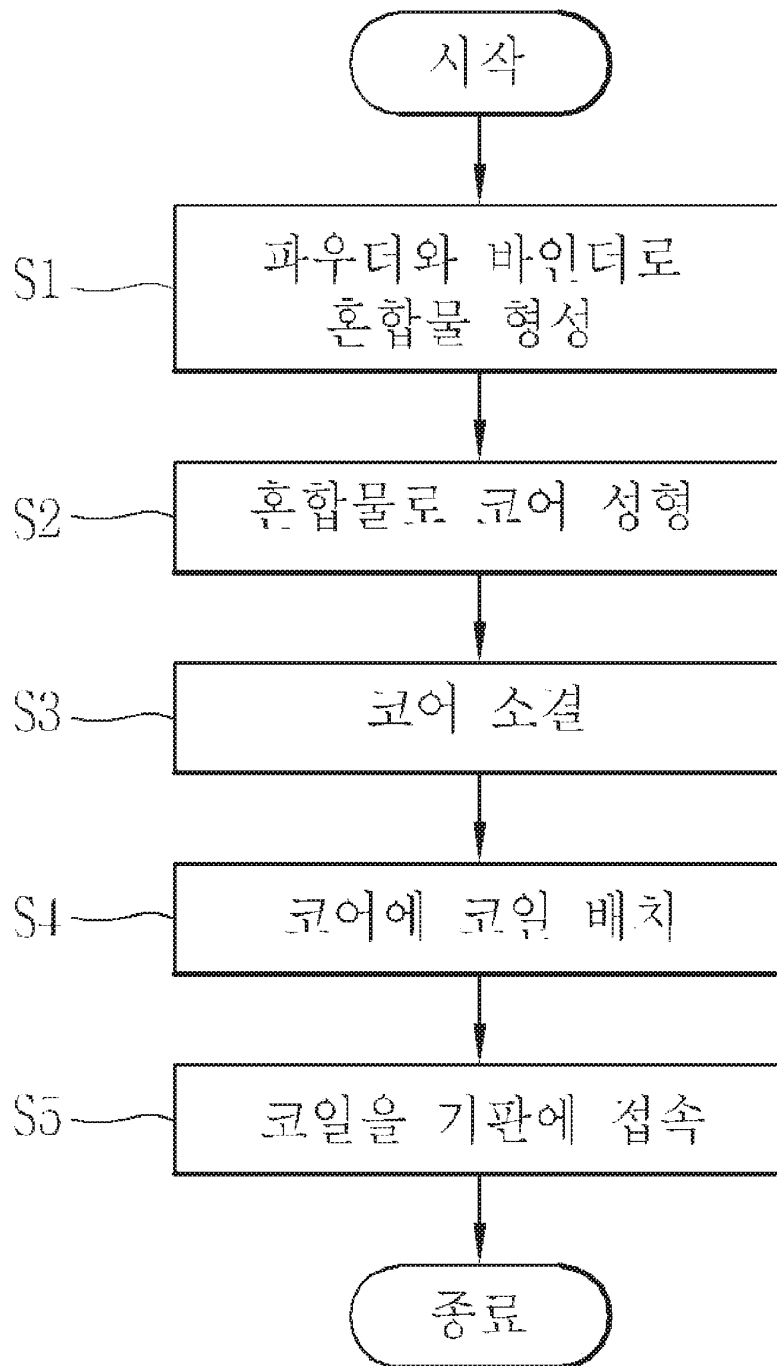 시작
S1
파우더와 바인더로
혼합물 형성
S2
혼합물로 코어 성형
S3
코어 소결
S4
코어에 코일 배치
S5
코일을 기판에 접속
종료